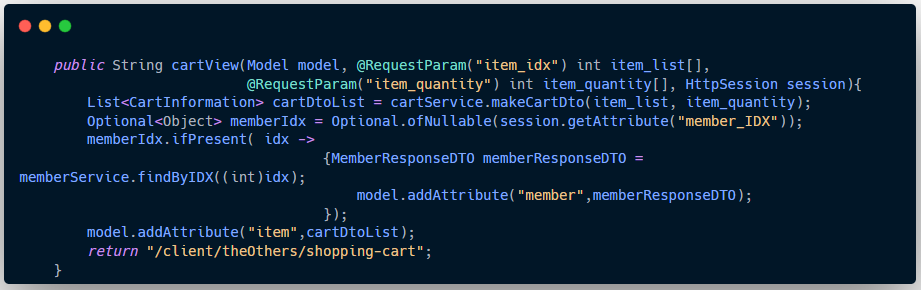 public String cartView(Model model, @RequestParam("item_idx") int item_list[],
@RequestParam("item_quantity") int item_quantity[], HttpSession session){
List<CartInformation> cartDtoList = cartService.makeCartDto(item_list, item_quantity);
Optional<Object> memberIdx = Optional.ofNullable(session.getAttribute("member_IDX"));
memberIdx.ifPresent( idx ->
{MemberResponseDTO memberResponseDTO =
memberService.findByIDX((int)idx);
model.addAttribute("member",memberResponseDTO);
});
model.addAttribute("item",cartDtoList);
return "/client/theOthers/shopping-cart";
}